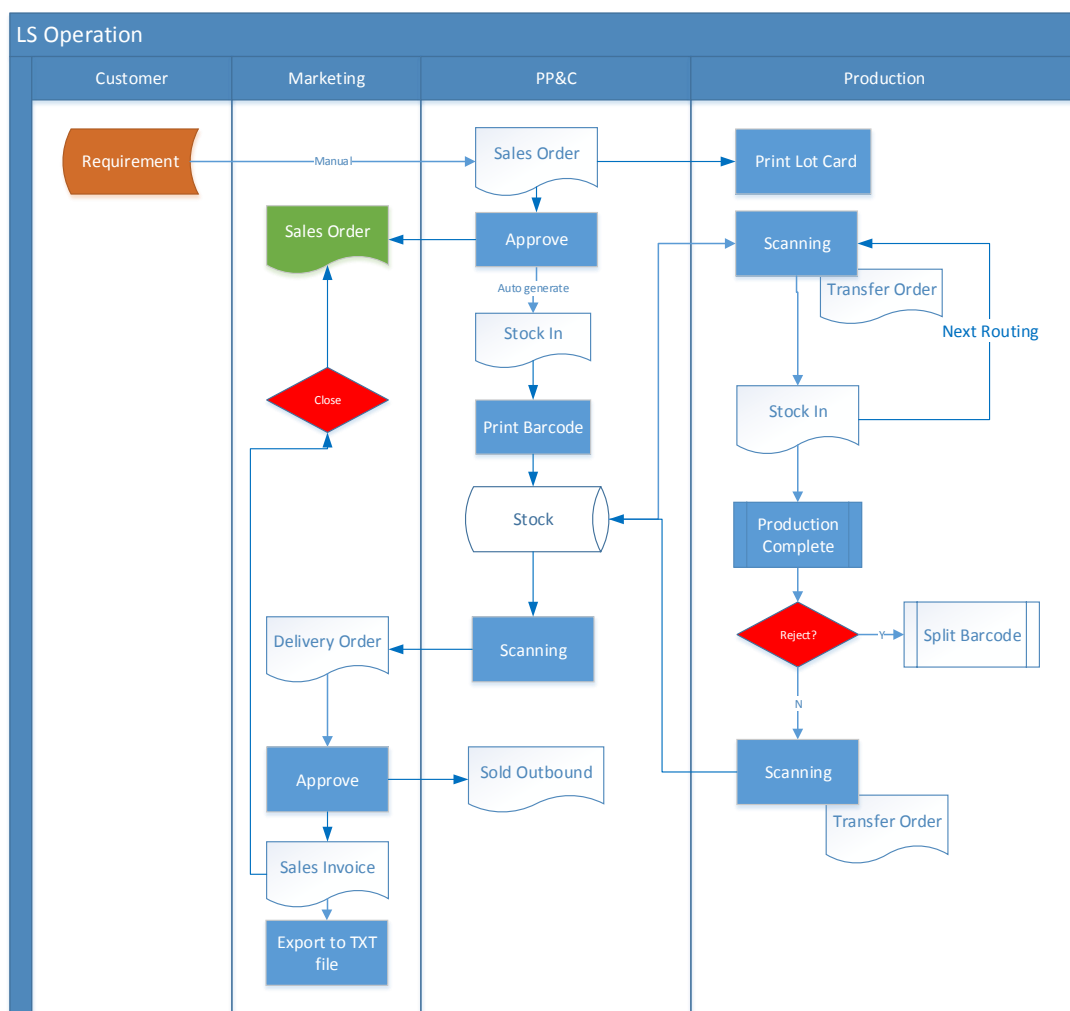 LS Operation
Customer
Marketing
PP&C
Production
Requirement
Manual
Sales Order
Print Lot Card
Sales Order
Approve
Scanning
Auto generate
Transfer Order
Next Routing
Stock In
Close
Print Barcode
Stock In
Stock
Production
Complete
Delivery Order
Scanning
Reject?
Y
Split Barcode
N
Approve
Sold Outbound
Scanning
Transfer Order
Sales Invoice
Export to TXT
file